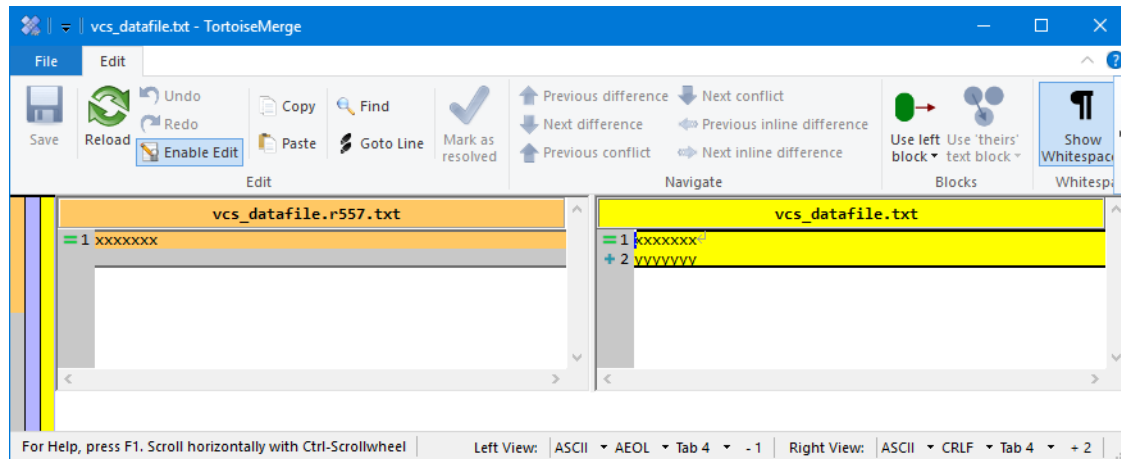 vcs_datafile.txt - TortoiseMerge
File Edit
Save
Reload
Undo
Redo
Enable Edit
Copy
Paste
Find
Goto Line
Mark as
resolved
Edit
Previous difference
Next difference
Previous conflict
Next conflict
Previous inline difference
Next inline difference
Navigate
Use left
block
Use 'theirs'
text block
Blocks
¶
Show
Whitespac
Whitesp
vcs_datafile.r557.txt
1 xxxxxxx
vcs_datafile.txt
1 xxxxxxx
2 yyyyyyy
For Help, press F1. Scroll horizontally with Ctrl-Scrollwheel Left View: ASCII AEOL Tab 4 - 1 Right View: ASCII CRLF Tab 4 + 2